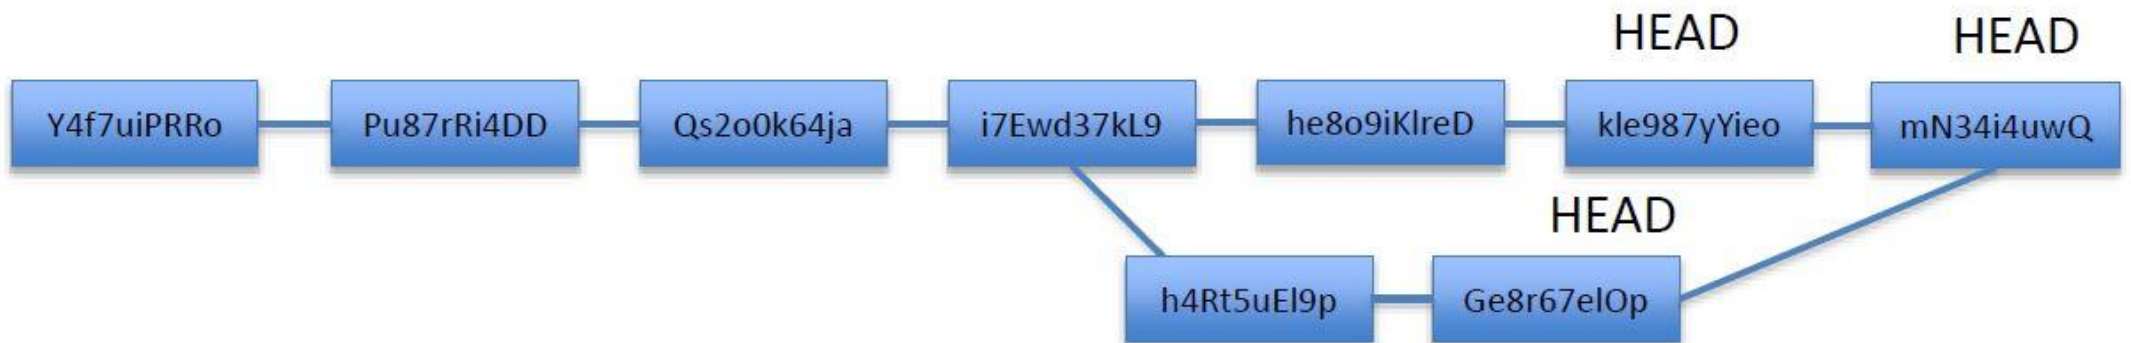 HEAD
HEAD
Y4f7uiPRRo
Pu87rRi4DD
Qs2o0k64ja
i7Ewd37kL9
he8o9iKlreD
kle987yYieo
mN34i4uwQ
HEAD
h4Rt5uEl9p
Ge8r67elOp